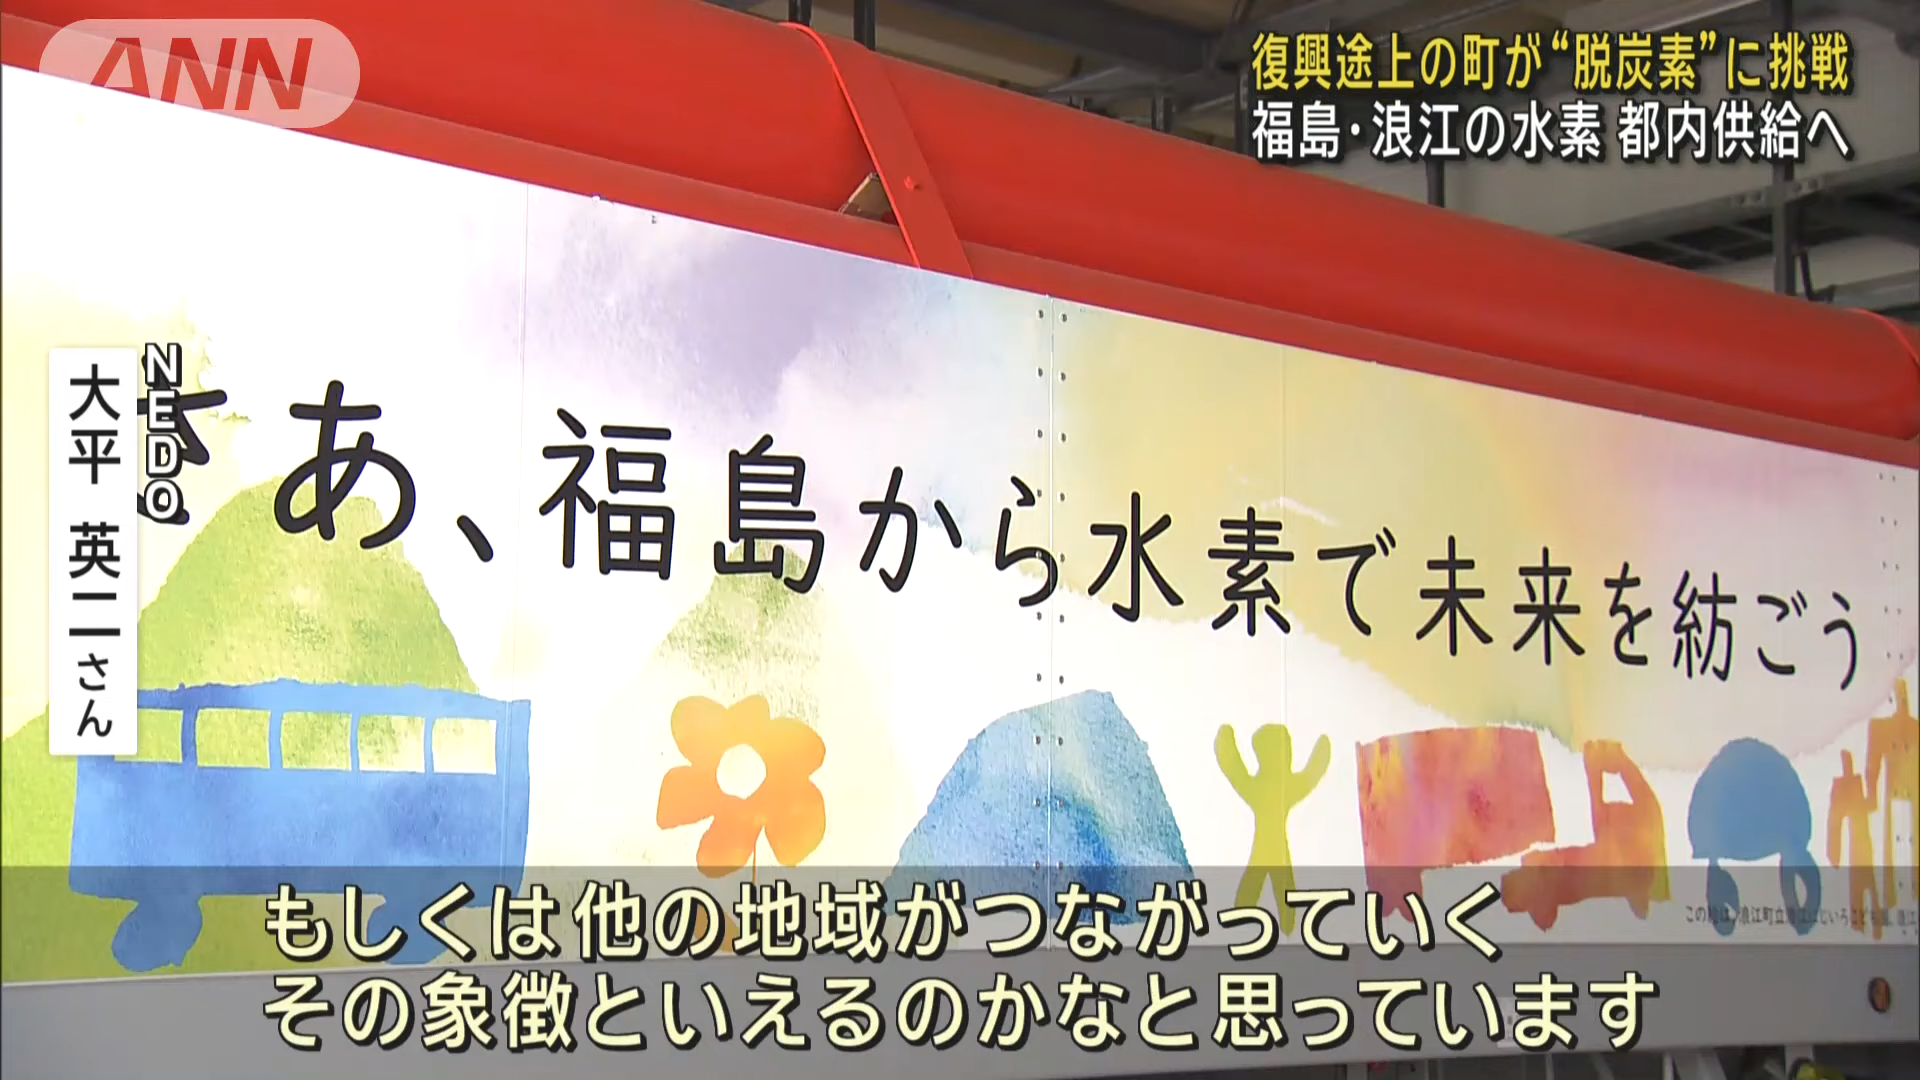 ANN
復興途上の町が“脱炭素”に挑戦
福島・浪江の水素 都内供給へ
NEDO
大平 英二さん
さあ、福島から水素で未来を紡ごう
もしくは他の地域がつながっていく
その象徴といえるのかなと思っています